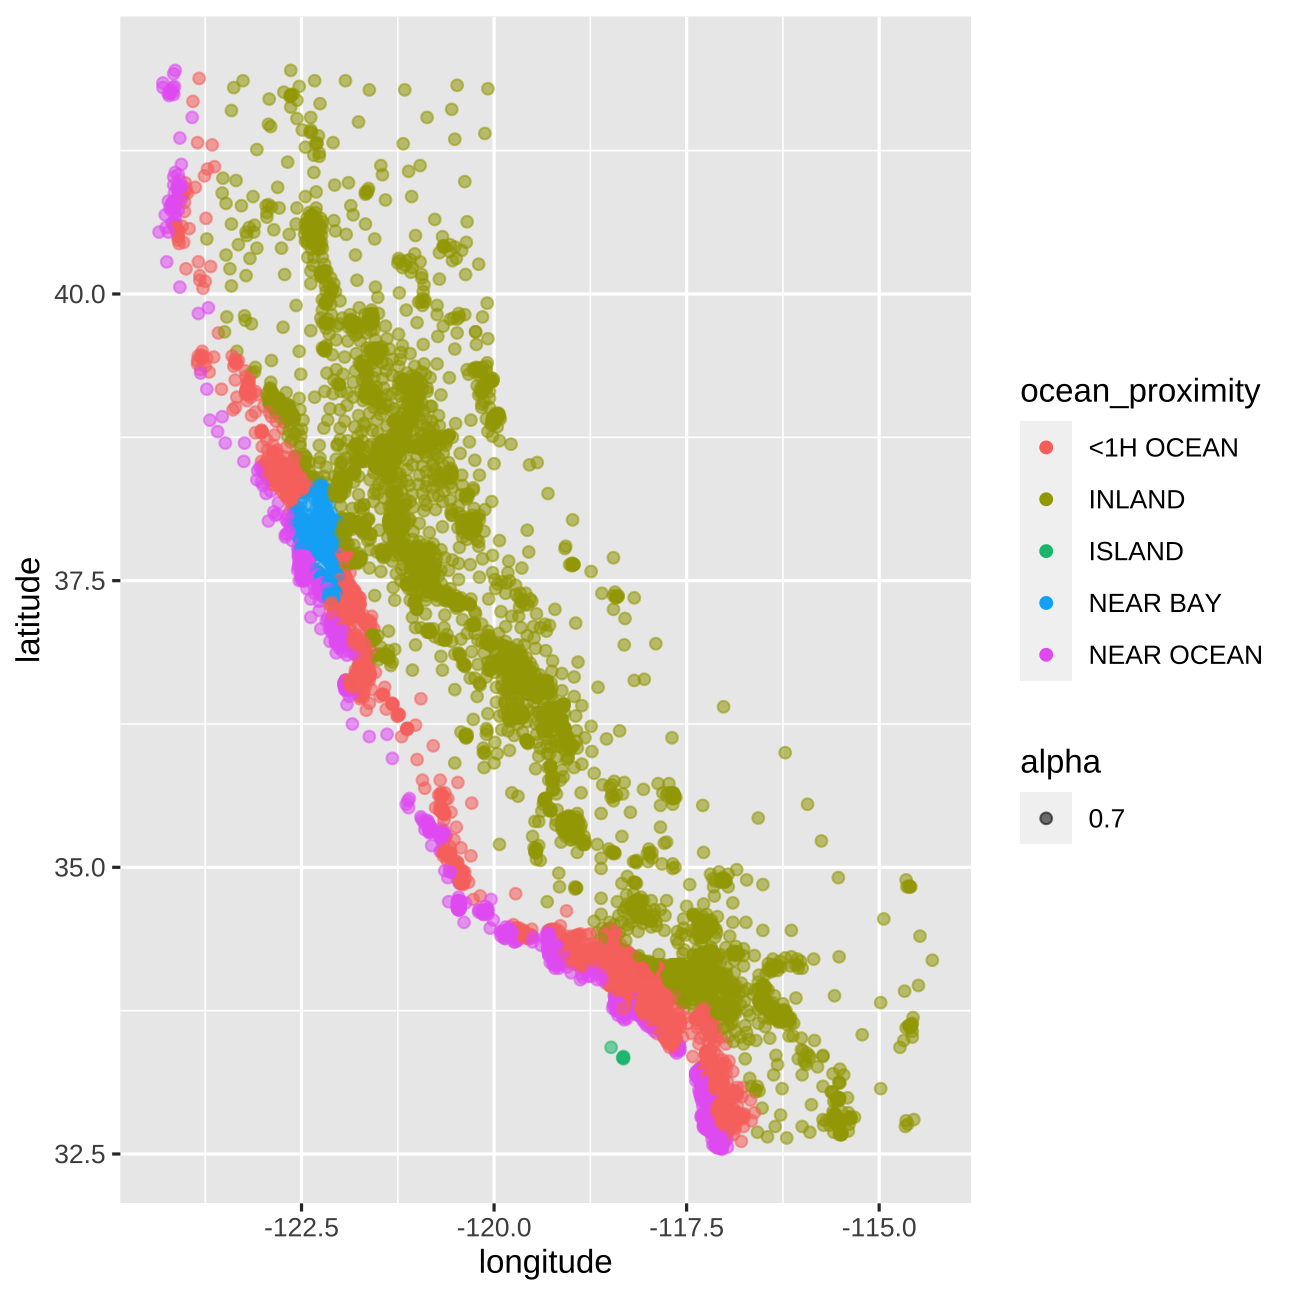 40.0
37.5
35.0
32.5
-122.5
-120.0
-117.5
-115.0
longitude
latitude
ocean_proximity
<1H OCEAN
INLAND
ISLAND
NEAR BAY
NEAR OCEAN
alpha
0.7